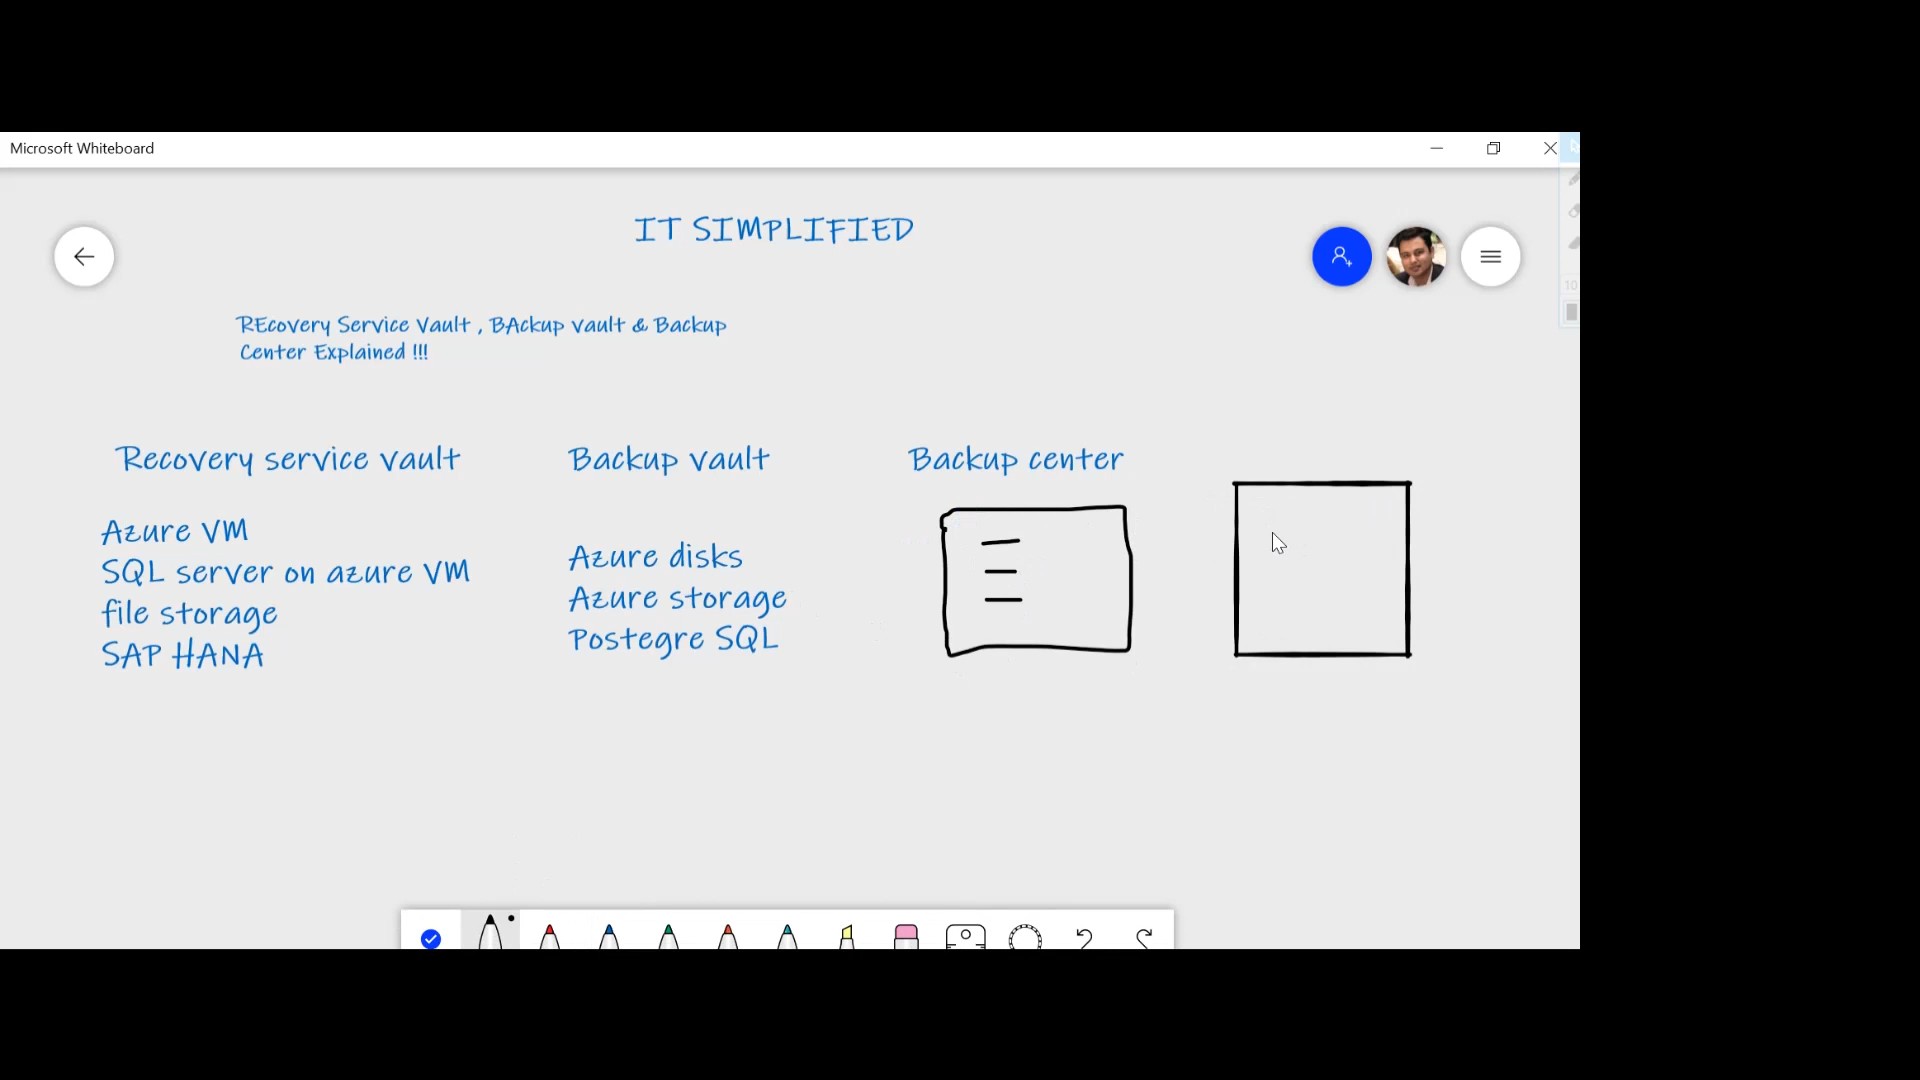 Microsoft Whiteboard
IT SIMPLIFIED
REcovery Service Vault , BAckup vault & Backup
Center Explained !!!
Recovery service vault
Backup vault
Backup center
Azure VM
SQL server on azure VM
file storage
SAP HANA
Azure disks
Azure storage
Postegre SQL
10